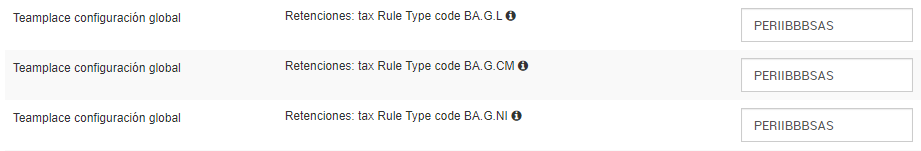 Teamplace configuración global Retenciones: tax Rule Type code BA.G.L PERIIBBBSAS
Teamplace configuración global Retenciones: tax Rule Type code BA.G.CM PERIIBBBSAS
Teamplace configuración global Retenciones: tax Rule Type code BA.G.NI PERIIBBBSAS